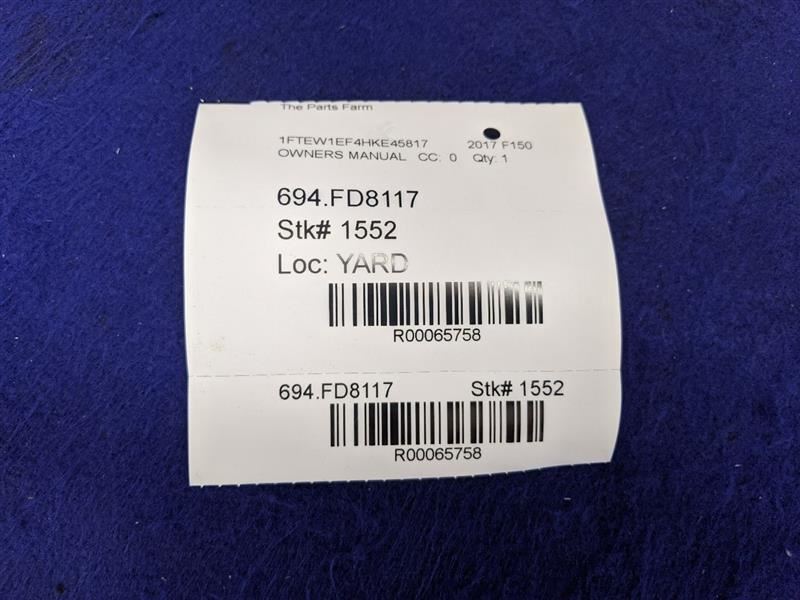 The Parts Farm
1FTEW1EF4HKE45817 2017 F150
OWNERS MANUAL CC: 0 Qty: 1
694.FD8117
Stk# 1552
Loc: YARD
R00065758
694.FD8117 Stk# 1552
R00065758